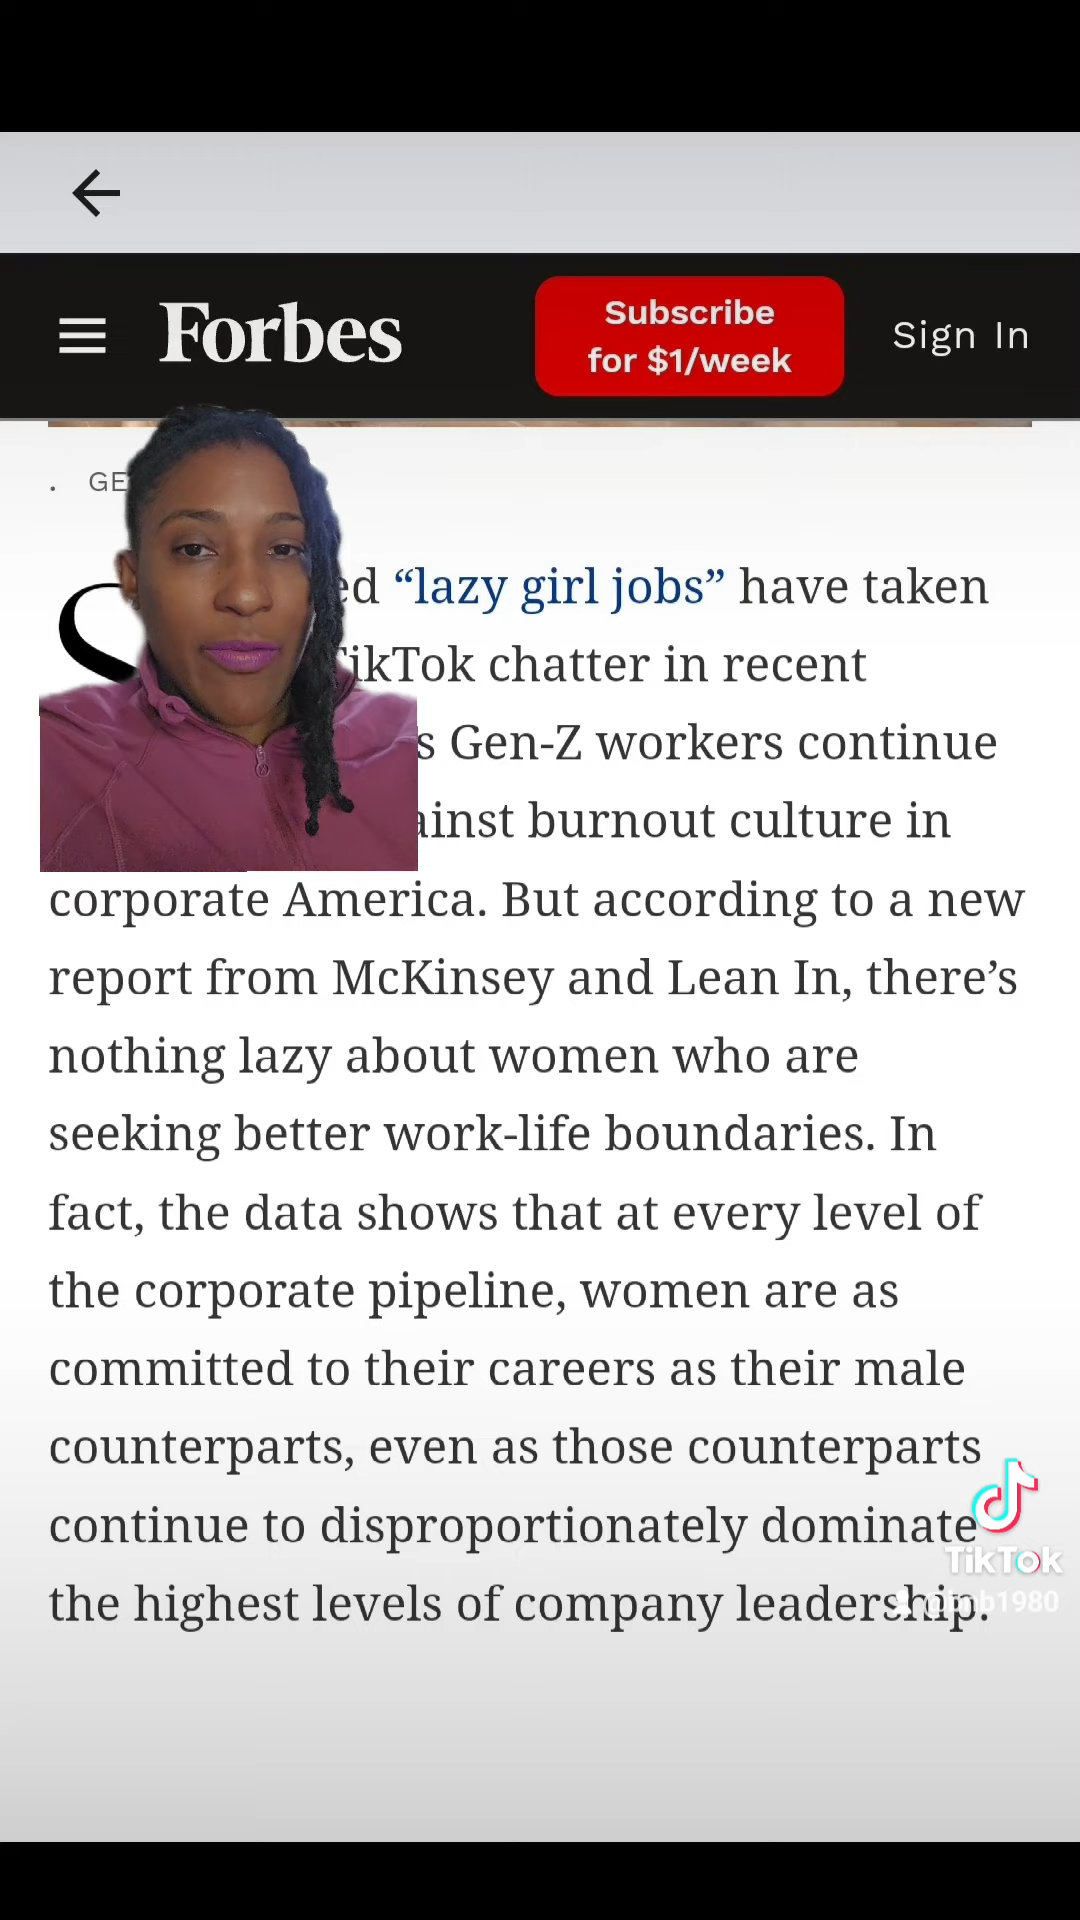 Forbes
Subscribe
for $1/week
Sign In
. GE
ed “lazy girl jobs” have taken
TikTok chatter in recent
s Gen-Z workers continue
ainst burnout culture in
corporate America. But according to a new
report from McKinsey and Lean In, there’s
nothing lazy about women who are
seeking better work-life boundaries. In
fact, the data shows that at every level of
the corporate pipeline, women are as
committed to their careers as their male
counterparts, even as those counterparts
continue to disproportionately dominate
the highest levels of company leadership.
TikTok